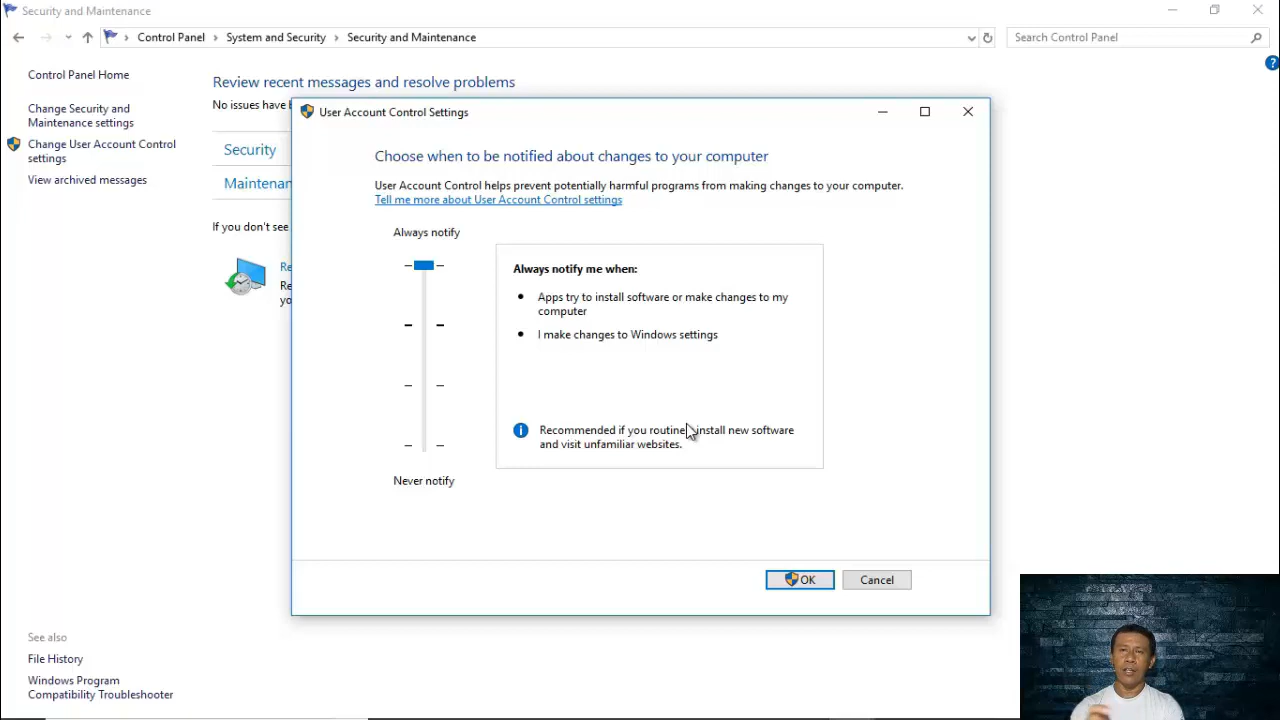 Security and Maintenance
Control Panel
System and Security
Security and Maintenance
Search Control Panel
Control Panel Home
Change Security and
Maintenance settings
Change User Account Control
settings
View archived messages
Review recent messages and resolve problems
No issues have
Security
If you don't see
User Account Control Settings
Choose when to be notified about changes to your computer
User Account Control helps prevent potentially harmful programs from making changes to your computer.
Tell me more about User Account Control settings
Always notify
Never notify
Always notify me when:
Apps try to install software or make changes to my
computer
I make changes to Windows settings
Recommended if you install new software
and visit unfamiliar websites.
OK
Cancel
See also
File History
Windows Program
Compatibility Troubleshooter